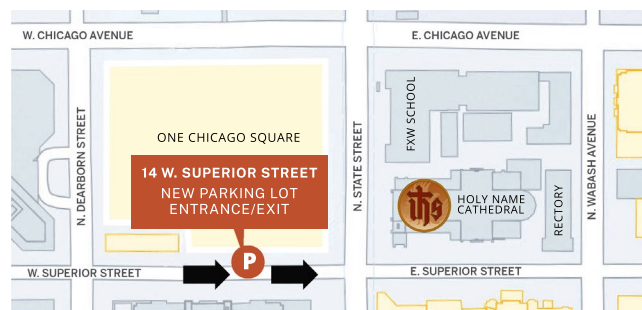 W. CHICAGO AVENUE
E. CHICAGO AVENUE
N. DEARBORN STREET
ONE CHICAGO SQUARE
14 W. SUPERIOR STREET
NEW PARKING LOT
ENTRANCE/EXIT
P
N. STATE STREET
FXW SCHOOL
ihs
HOLY NAME
CATHEDRAL
RECTORY
N. WABASH AVENUE
W. SUPERIOR STREET
E. SUPERIOR STREET